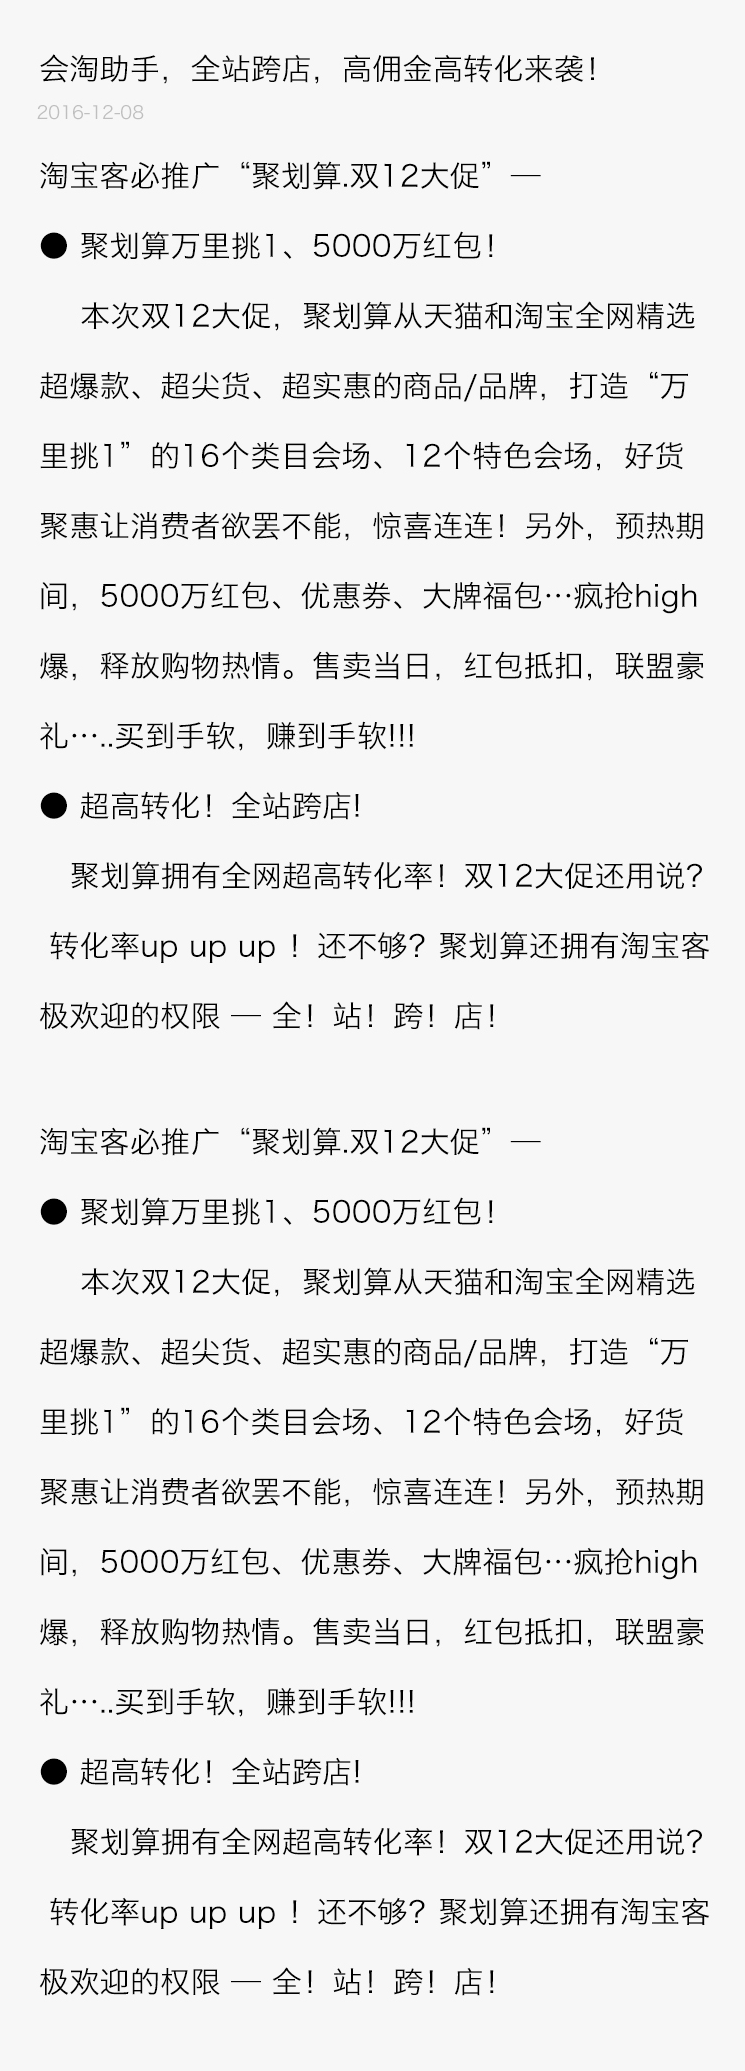 会淘助手，全站跨店，高佣金高转化来袭！
2016-12-08
淘宝客必推广“聚划算.双12大促”—
● 聚划算万里挑1、5000万红包！
本次双12大促，聚划算从天猫和淘宝全网精选
超爆款、超尖货、超实惠的商品/品牌，打造“万
里挑1”的16个类目会场、12个特色会场，好货
聚惠让消费者欲罢不能，惊喜连连！另外，预热期
间，5000万红包、优惠券、大牌福包…疯抢high
爆，释放购物热情。售卖当日，红包抵扣，联盟豪
礼…..买到手软，赚到手软!!!
● 超高转化！全站跨店!
聚划算拥有全网超高转化率！双12大促还用说？
转化率up up up ！还不够？聚划算还拥有淘宝客
极欢迎的权限 — 全！站！跨！店！
淘宝客必推广“聚划算.双12大促”—
● 聚划算万里挑1、5000万红包！
本次双12大促，聚划算从天猫和淘宝全网精选
超爆款、超尖货、超实惠的商品/品牌，打造“万
里挑1”的16个类目会场、12个特色会场，好货
聚惠让消费者欲罢不能，惊喜连连！另外，预热期
间，5000万红包、优惠券、大牌福包…疯抢high
爆，释放购物热情。售卖当日，红包抵扣，联盟豪
礼…..买到手软，赚到手软!!!
● 超高转化！全站跨店!
聚划算拥有全网超高转化率！双12大促还用说？
转化率up up up ！还不够？聚划算还拥有淘宝客
极欢迎的权限 — 全！站！跨！店！